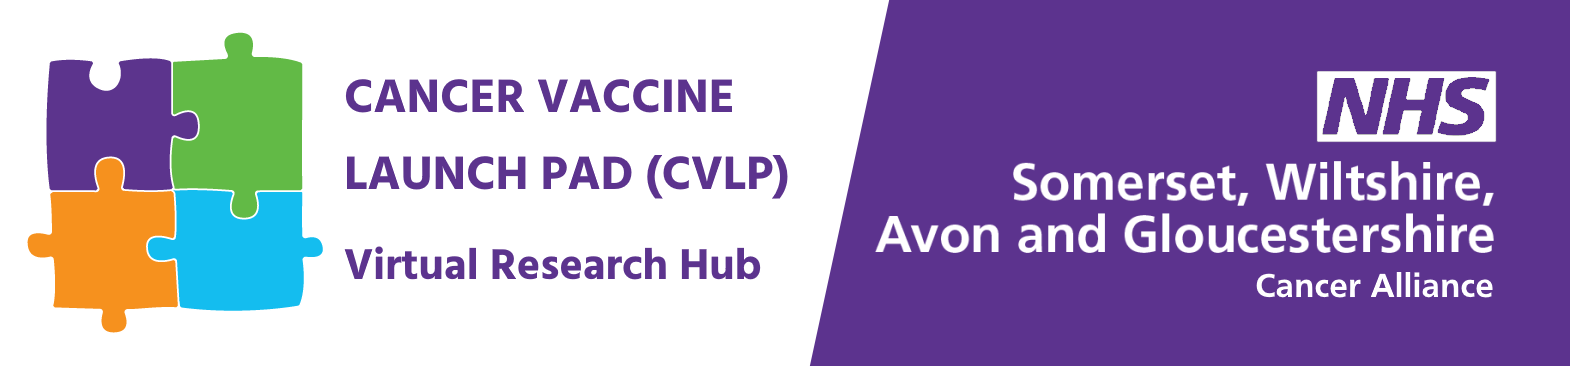 CANCER VACCINE
LAUNCH PAD (CVLP)
Virtual Research Hub
NHS
Somerset, Wiltshire,
Avon and Gloucestershire
Cancer Alliance